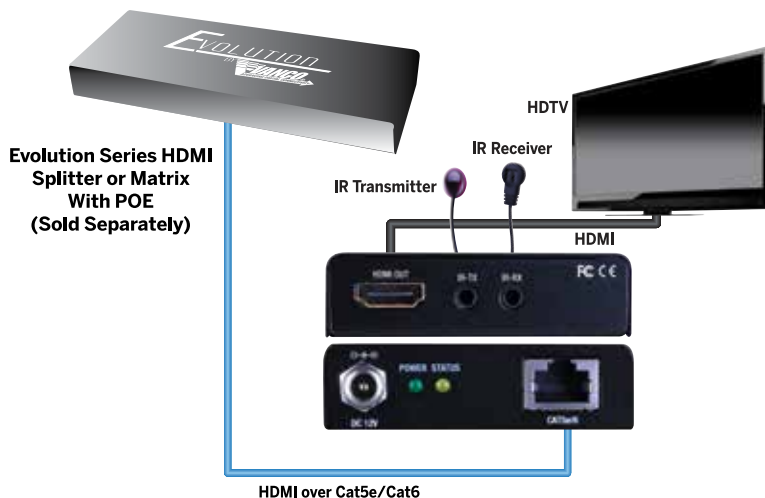 EVOLUTION
BY VANCO
HDTV
Evolution Series HDMI
Splitter or Matrix
With POE
(Sold Separately)
IR Receiver
IR Transmitter
HDMI
HDMI OUT
IR-TX
IR-RX
FC CE
POWER STATUS
DC 12V
CAT5e/6
HDMI over Cat5e/Cat6